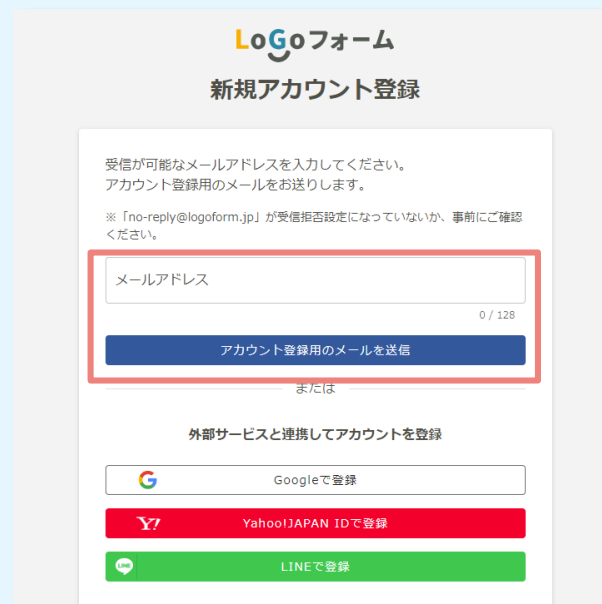 LoGoフォーム
新規アカウント登録
受信が可能なメールアドレスを入力してください。
アカウント登録用のメールをお送りします。
※「no-reply@logoform.jp」が受信拒否設定になっていないか、事前にご確認
ください。
メールアドレス
0 / 128
アカウント登録用のメールを送信
または
外部サービスと連携してアカウントを登録
G Googleで登録
Y! Yahoo!JAPAN IDで登録
LINE LINEで登録